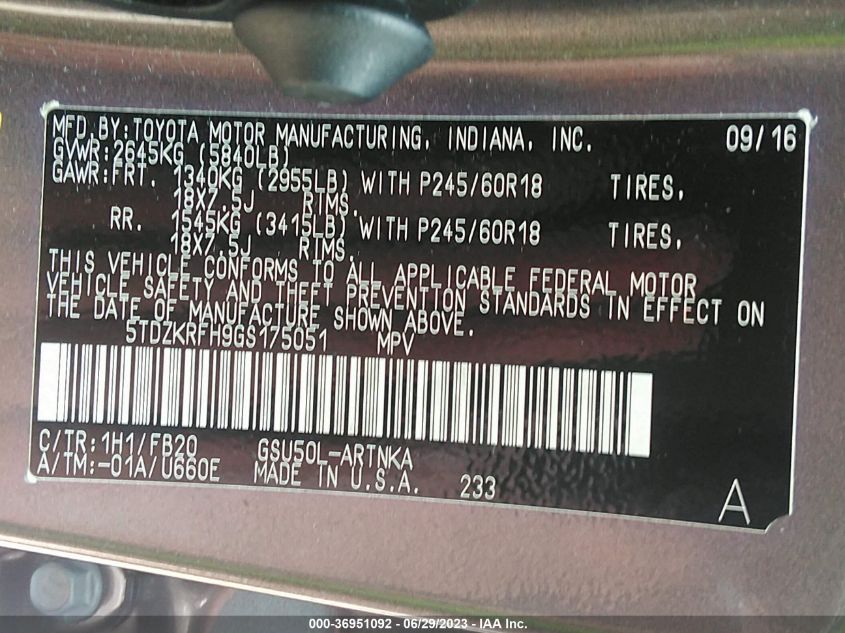 MFD.BY:TOYOTA MOTOR MANUFACTURING, INDIANA, INC. 09/16
GVWR:2645KG (5840LB)
GAWR:FRT. 1340KG (2955LB) WITH P245/60R18 TIRES,
18X7.5J RIMS.
RR. 1545KG (3415LB) WITH P245/60R18 TIRES,
18X7.5J RIMS.
THIS VEHICLE CONFORMS TO ALL APPLICABLE FEDERAL MOTOR
VEHICLE SAFETY AND THEFT PREVENTION STANDARDS IN EFFECT ON
THE DATE OF MANUFACTURE SHOWN ABOVE.
5TDZKRFH9GS175051 MPV
C/TR:1H1/FB20 GSU50L-ARTNKA
A/TM:-01A/U660E MADE IN U.S.A. 233
A
000-36951092 - 06/29/2023 - IAA Inc.